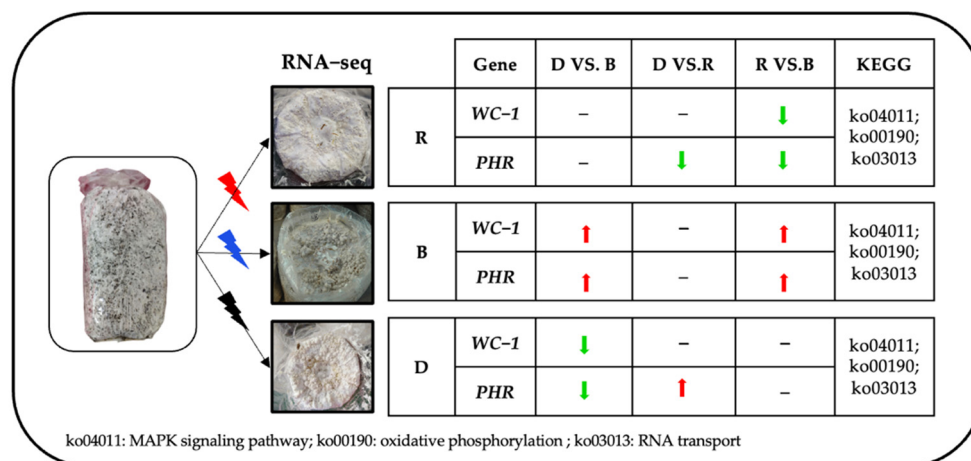 RNA–seq
Gene D VS. B D VS.R R VS.B KEGG
R
WC–1 – – ↓
PHR – ↓ ↓
ko04011;
ko00190;
ko03013
B
WC–1 ↑ – ↑
PHR ↑ – ↑
ko04011;
ko00190;
ko03013
D
WC–1 ↓ – –
PHR ↓ ↑ –
ko04011;
ko00190;
ko03013
ko04011: MAPK signaling pathway; ko00190: oxidative phosphorylation ; ko03013: RNA transport